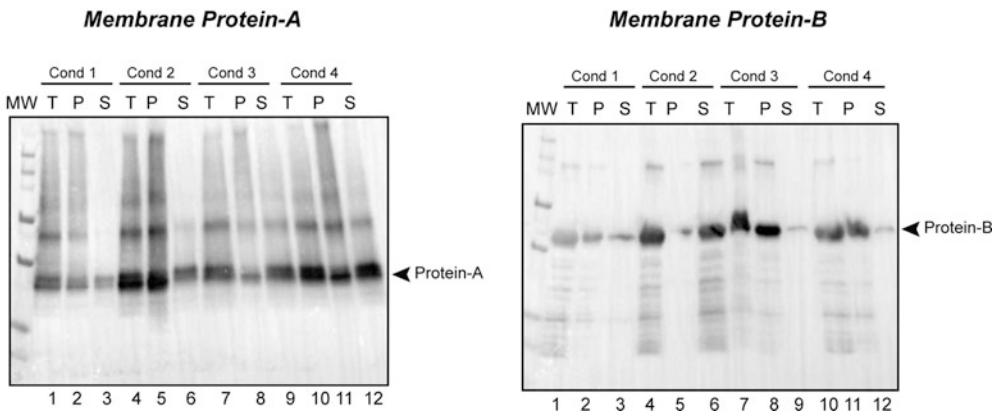 Membrane Protein-A
Cond 1 Cond 2 Cond 3 Cond 4
MW T P S T P S T P S T P S
Protein-A
1 2 3 4 5 6 7 8 9 10 11 12
Membrane Protein-B
Cond 1 Cond 2 Cond 3 Cond 4
MW T P S T P S T P S T P S
Protein-B
1 2 3 4 5 6 7 8 9 10 11 12